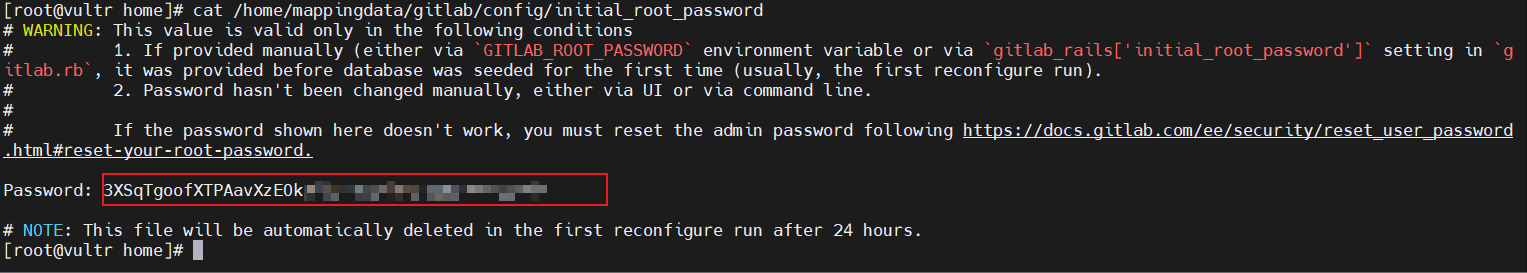 [root@vultr home]# cat /home/mappingdata/gitlab/config/initial_root_password
# WARNING: This value is valid only in the following conditions
#          1. If provided manually (either via `GITLAB_ROOT_PASSWORD` environment variable or via `gitlab_rails['initial_root_password']` setting in `g
itlab.rb`, it was provided before database was seeded for the first time (usually, the first reconfigure run).
#          2. Password hasn't been changed manually, either via UI or via command line.
#
#          If the password shown here doesn't work, you must reset the admin password following https://docs.gitlab.com/ee/security/reset_user_password
.html#reset-your-root-password.
Password: 3XSqTgoofXTPAavXzEOk
# NOTE: This file will be automatically deleted in the first reconfigure run after 24 hours.
[root@vultr home]#